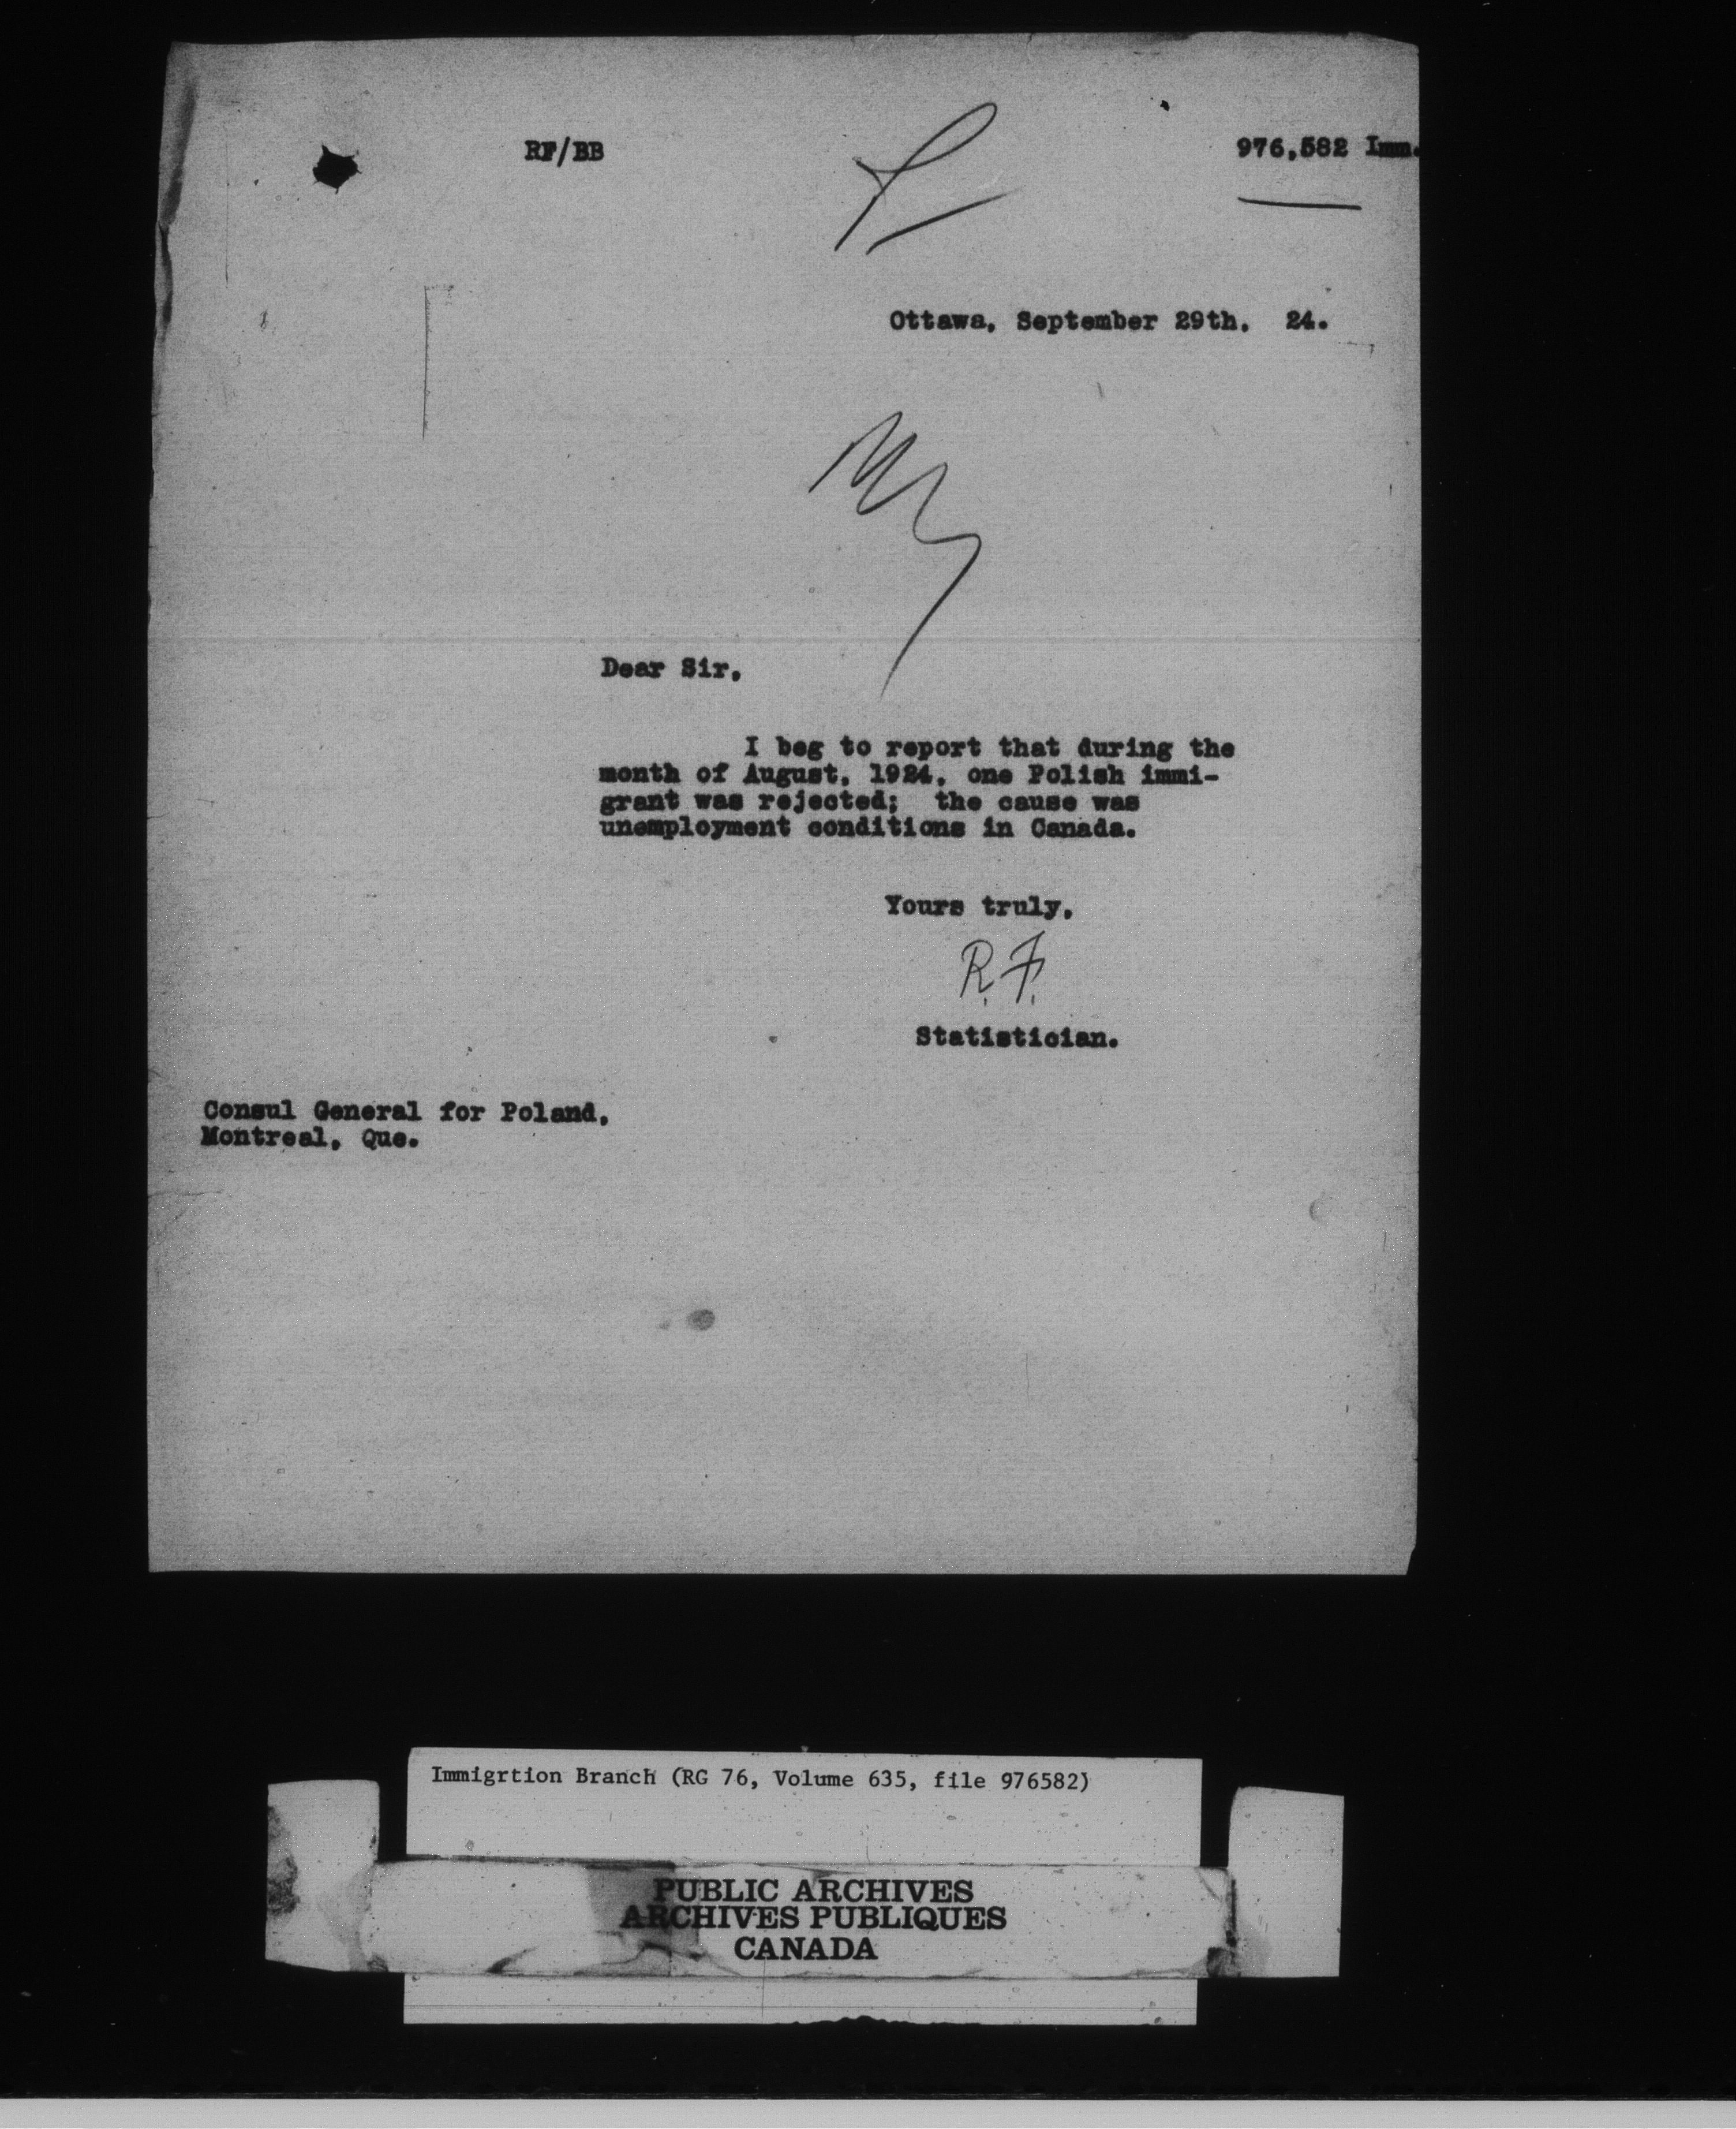 RF/BB
976,582 Imm.
Ottawa, September 29th, 24.
Dear Sir,
I beg to report that during the
month of August, 1924, one Polish immi-
grant was rejected; the cause was
unemployment conditions in Canada.
Yours truly,
R.F.
Statistician.
Consul General for Poland,
Montreal, Que.
Immigrtion Branch (RG 76, Volume 635, file 976582)
PUBLIC ARCHIVES
ARCHIVES PUBLIQUES
CANADA